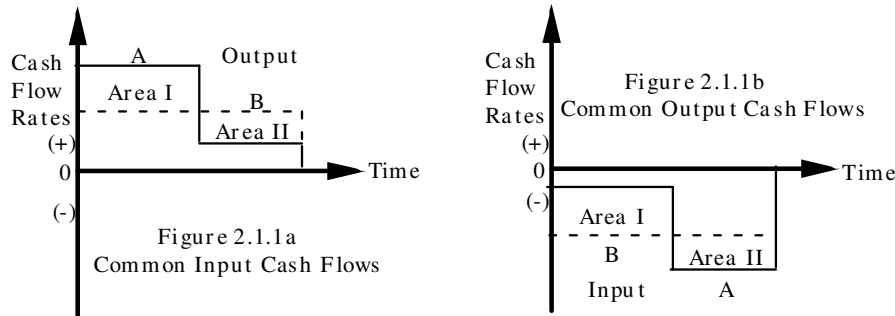 Cash
Flow
Rates
(+)
0
(-)
A
Output
Area I
B
Area II
Time
Figure 2.1.1a
Common Input Cash Flows
Cash
Flow
Rates
(+)
0
(-)
Figure 2.1.1b
Common Output Cash Flows
Time
Area I
B
Area II
Input
A